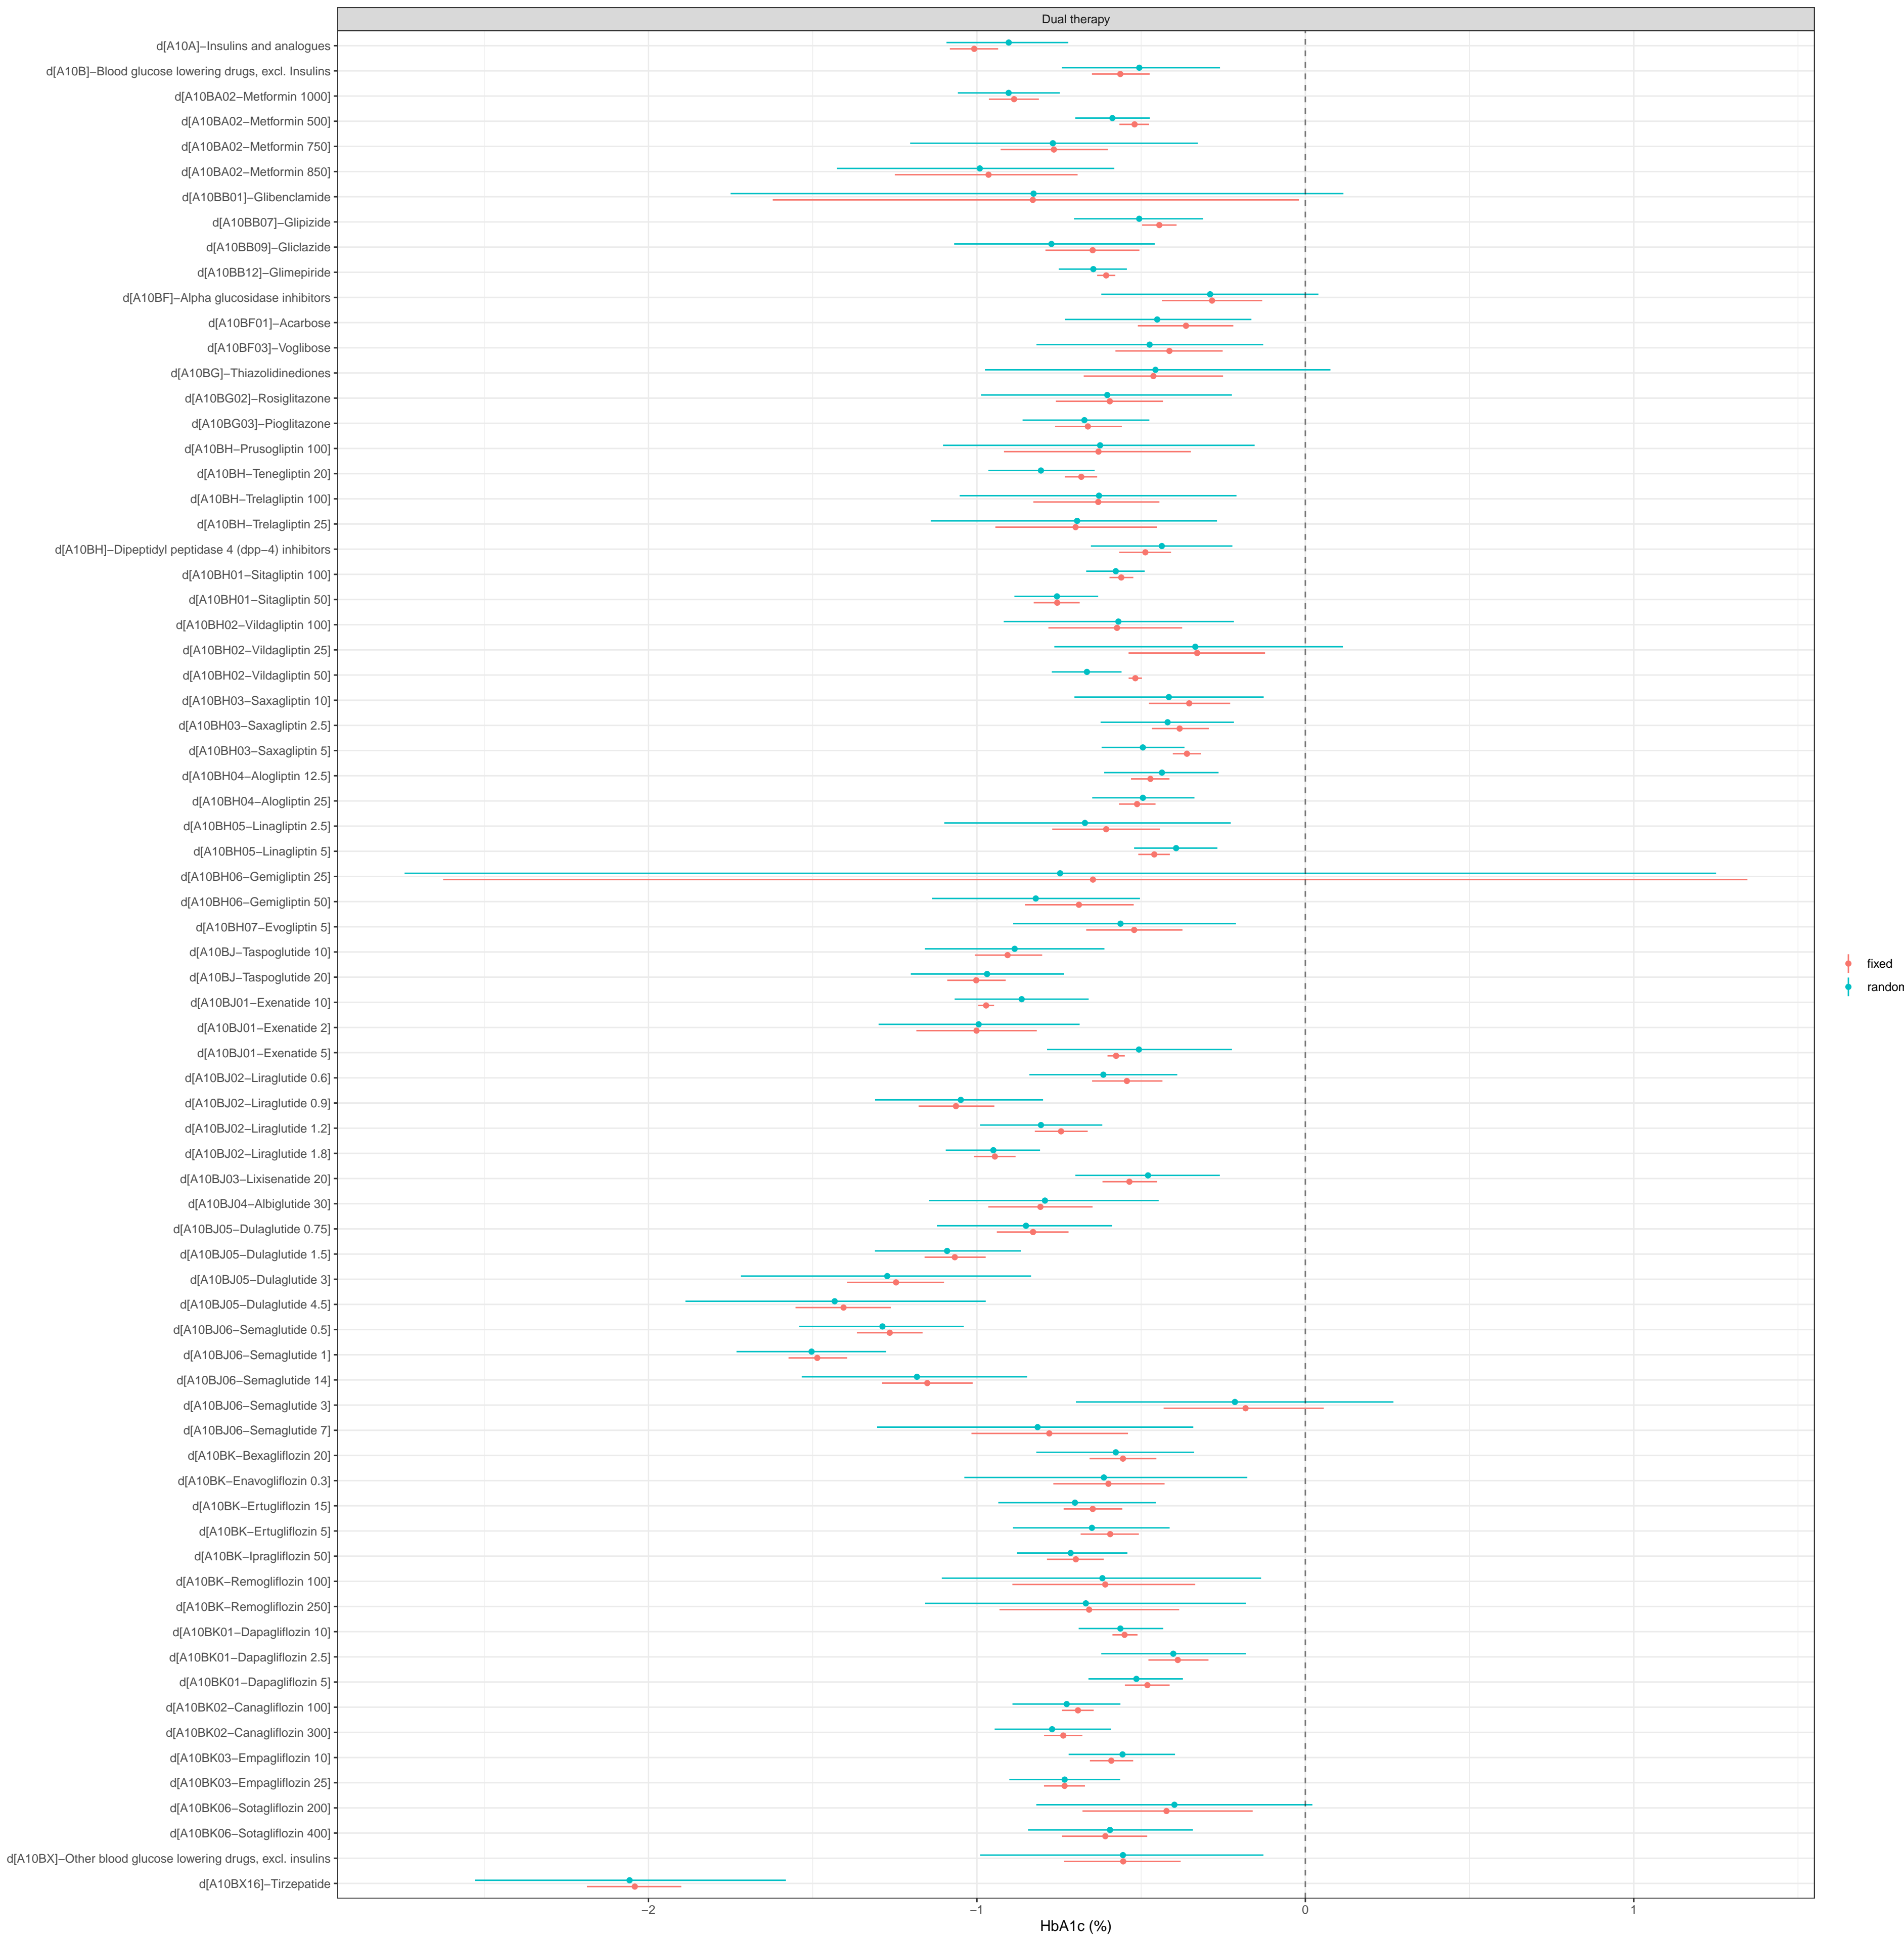 Dual therapy
d[A10A]−Insulins and analogues
d[A10B]−Blood glucose lowering drugs, excl. Insulins
d[A10BA02−Metformin 1000]
d[A10BA02−Metformin 500]
d[A10BA02−Metformin 750]
d[A10BA02−Metformin 850]
d[A10BB01]−Glibenclamide
d[A10BB07]−Glipizide
d[A10BB09]−Gliclazide
d[A10BB12]−Glimepiride
d[A10BF]−Alpha glucosidase inhibitors
d[A10BF01]−Acarbose
d[A10BF03]−Voglibose
d[A10BG]−Thiazolidinediones
d[A10BG02]−Rosiglitazone
d[A10BG03]−Pioglitazone
d[A10BH−Prusogliptin 100]
d[A10BH−Tenegliptin 20]
d[A10BH−Trelagliptin 100]
d[A10BH−Trelagliptin 25]
d[A10BH]−Dipeptidyl peptidase 4 (dpp−4) inhibitors
d[A10BH01−Sitagliptin 100]
d[A10BH01−Sitagliptin 50]
d[A10BH02−Vildagliptin 100]
d[A10BH02−Vildagliptin 25]
d[A10BH02−Vildagliptin 50]
d[A10BH03−Saxagliptin 10]
d[A10BH03−Saxagliptin 2.5]
d[A10BH03−Saxagliptin 5]
d[A10BH04−Alogliptin 12.5]
d[A10BH04−Alogliptin 25]
d[A10BH05−Linagliptin 2.5]
d[A10BH05−Linagliptin 5]
d[A10BH06−Gemigliptin 25]
d[A10BH06−Gemigliptin 50]
d[A10BH07−Evogliptin 5]
d[A10BJ−Taspoglutide 10]
d[A10BJ−Taspoglutide 20]
d[A10BJ01−Exenatide 10]
d[A10BJ01−Exenatide 2]
d[A10BJ01−Exenatide 5]
d[A10BJ02−Liraglutide 0.6]
d[A10BJ02−Liraglutide 0.9]
d[A10BJ02−Liraglutide 1.2]
d[A10BJ02−Liraglutide 1.8]
d[A10BJ03−Lixisenatide 20]
d[A10BJ04−Albiglutide 30]
d[A10BJ05−Dulaglutide 0.75]
d[A10BJ05−Dulaglutide 1.5]
d[A10BJ05−Dulaglutide 3]
d[A10BJ05−Dulaglutide 4.5]
d[A10BJ06−Semaglutide 0.5]
d[A10BJ06−Semaglutide 1]
d[A10BJ06−Semaglutide 14]
d[A10BJ06−Semaglutide 3]
d[A10BJ06−Semaglutide 7]
d[A10BK−Bexagliflozin 20]
d[A10BK−Enavogliflozin 0.3]
d[A10BK−Ertugliflozin 15]
d[A10BK−Ertugliflozin 5]
d[A10BK−Ipragliflozin 50]
d[A10BK−Remogliflozin 100]
d[A10BK−Remogliflozin 250]
d[A10BK01−Dapagliflozin 10]
d[A10BK01−Dapagliflozin 2.5]
d[A10BK01−Dapagliflozin 5]
d[A10BK02−Canagliflozin 100]
d[A10BK02−Canagliflozin 300]
d[A10BK03−Empagliflozin 10]
d[A10BK03−Empagliflozin 25]
d[A10BK06−Sotagliflozin 200]
d[A10BK06−Sotagliflozin 400]
d[A10BX]−Other blood glucose lowering drugs, excl. insulins
d[A10BX16]−Tirzepatide
−2 −1 0 1
HbA1c (%)
fixed
random